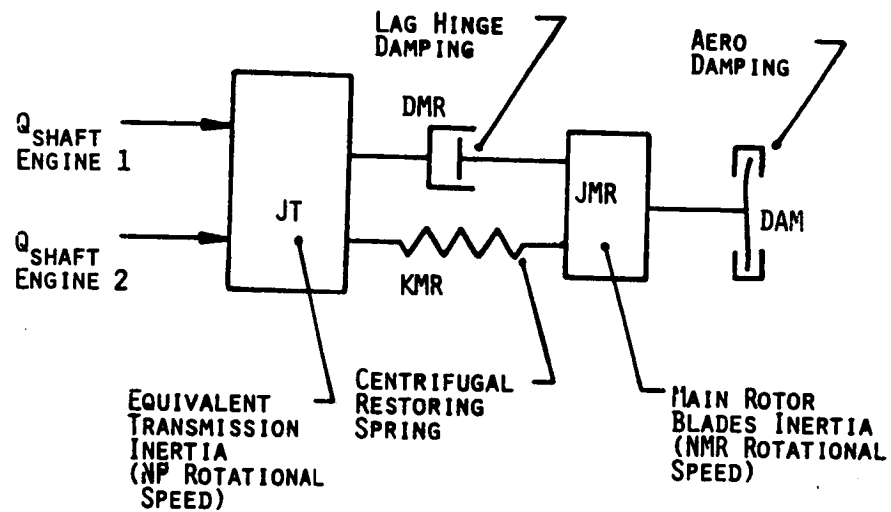 LAG HINGE
DAMPING
AERO
DAMPING
DMR
Q SHAFT
ENGINE 1
JT
JMR
DAM
Q SHAFT
ENGINE 2
KMR
EQUIVALENT
TRANSMISSION
INERTIA
(NP ROTATIONAL
SPEED)
CENTRIFUGAL
RESTORING
SPRING
MAIN ROTOR
BLADES INERTIA
(NMR ROTATIONAL
SPEED)